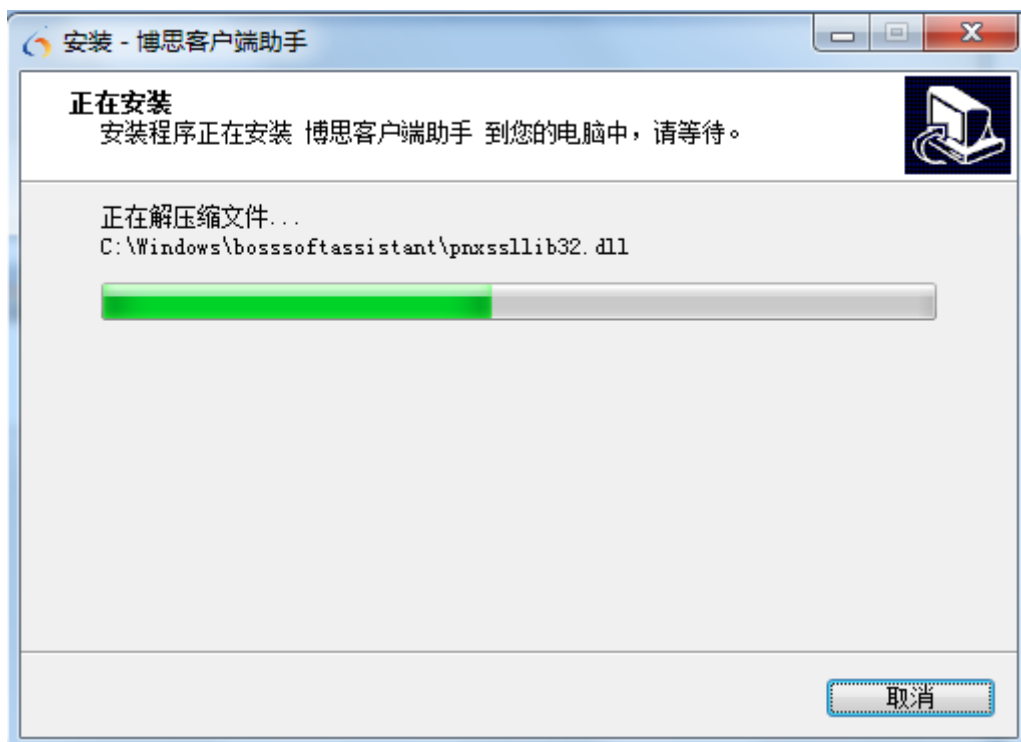 安装 - 博思客户端助手
正在安装
安装程序正在安装 博思客户端助手 到您的电脑中，请等待。
正在解压缩文件...
C:\Windows\bosssoftassistant\pnxssllib32.dll
取消